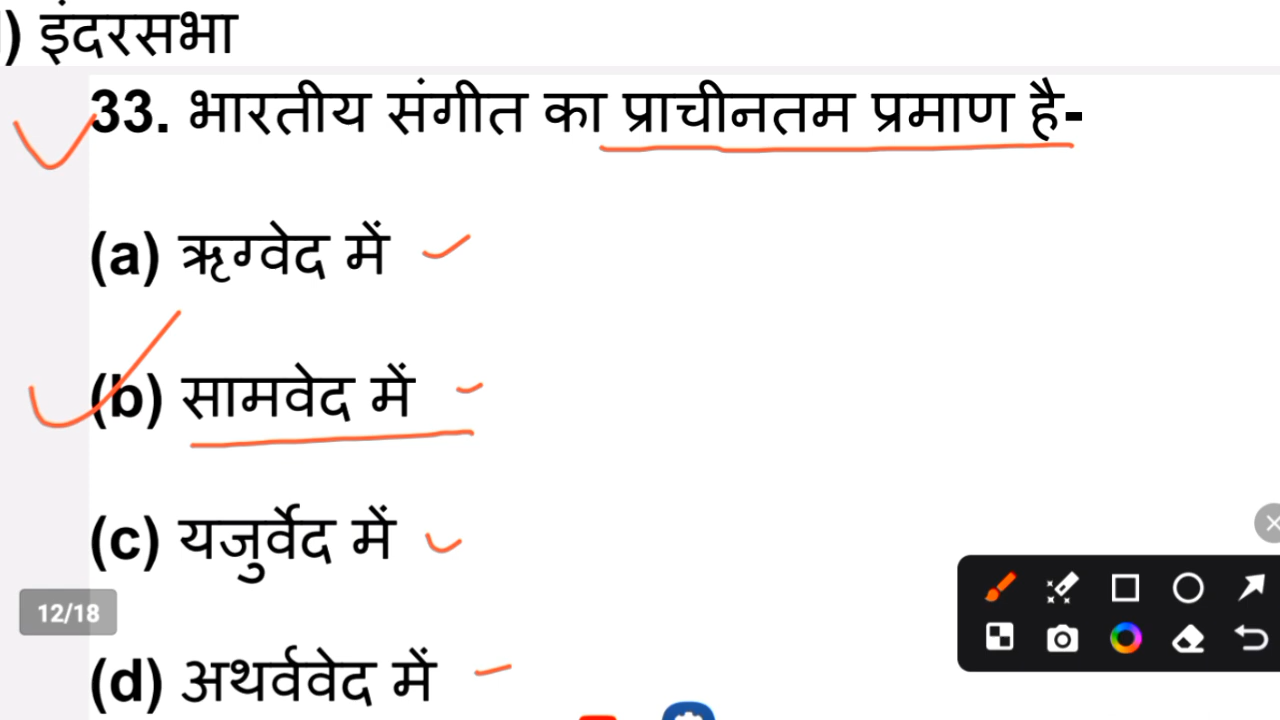 ) इंदरसभा
33. भारतीय संगीत का प्राचीनतम प्रमाण है-
(a) ऋग्वेद में
(b) सामवेद में
(c) यजुर्वेद में
12/18
(d) अथर्ववेद में